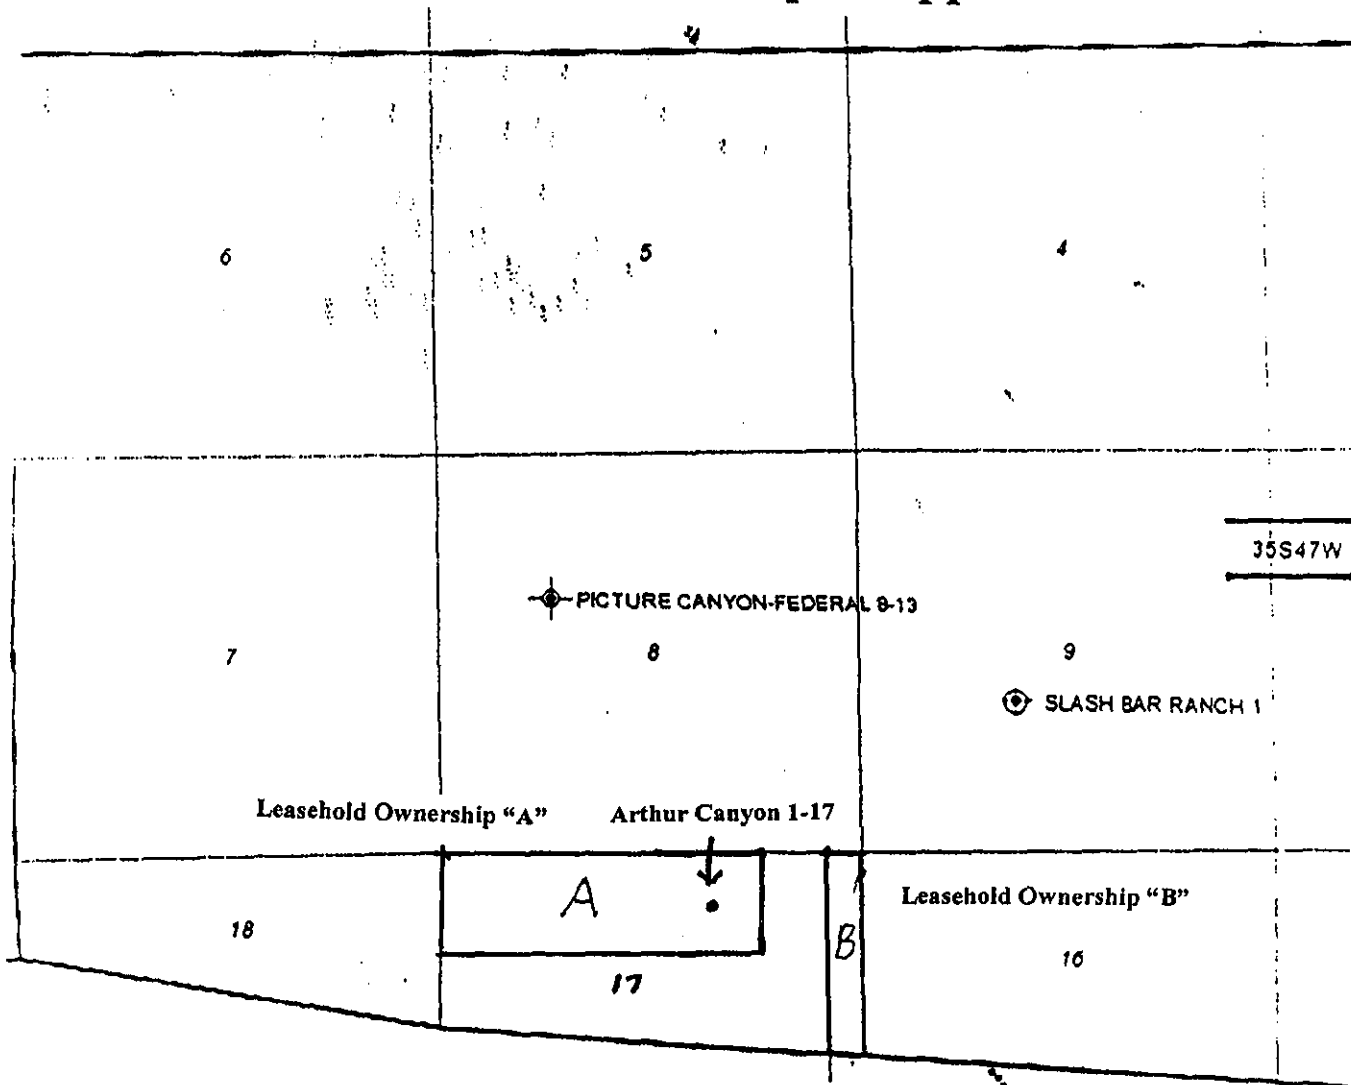 6
5
4
35S47W
PICTURE CANYON-FEDERAL 8-13
7
8
9
SLASH BAR RANCH 1
Leasehold Ownership “A”
Arthur Canyon 1-17
A
Leasehold Ownership “B”
18
B
16
17